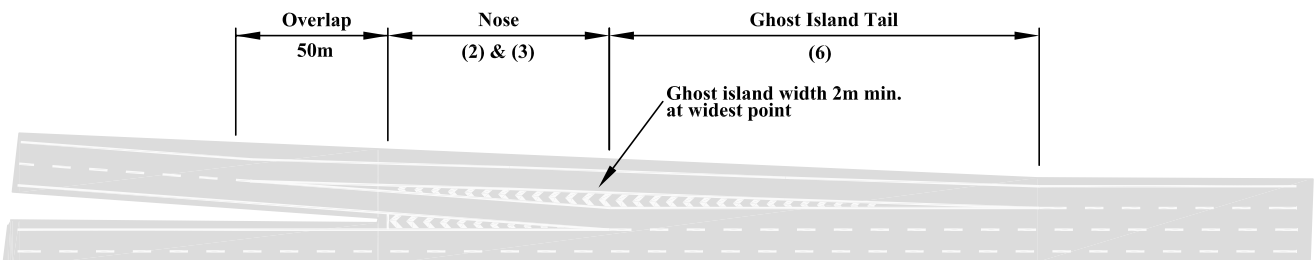 Overlap
50m
Nose
(2) & (3)
Ghost Island Tail
(6)
Ghost island width 2m min.
at widest point